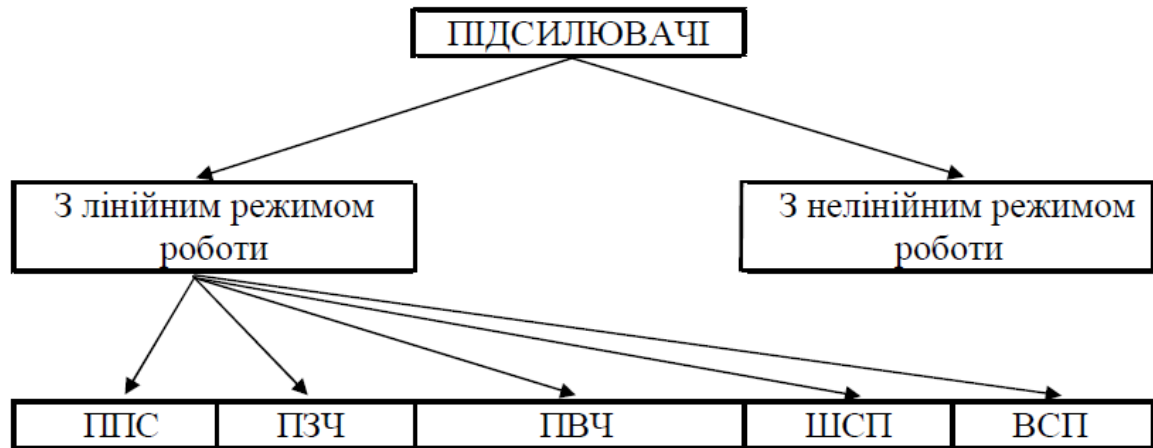 ПІДСИЛЮВАЧІ
З лінійним режимом
роботи
З нелінійним режимом
роботи
ППС
ПЗЧ
ПВЧ
ШСП
ВСП